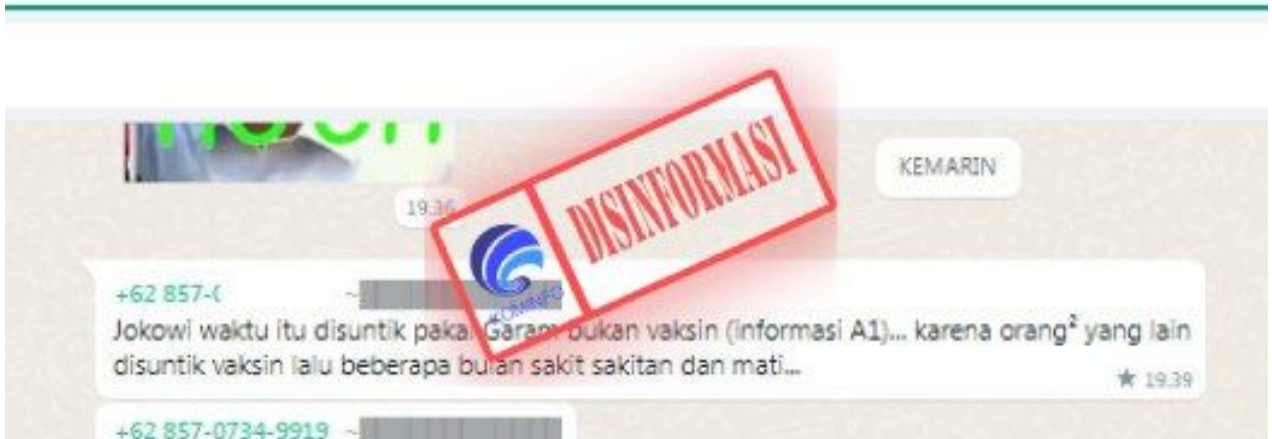 KEMARIN
19.36
DISINFORMASI
KOMINFO
+62 857-0 ~
Jokowi waktu itu disuntik pakai Garam bukan vaksin (informasi A1)... karena orang² yang lain
disuntik vaksin lalu beberapa bulan sakit sakitan dan mati...
★ 19.39
+62 857-0734-9919 ~